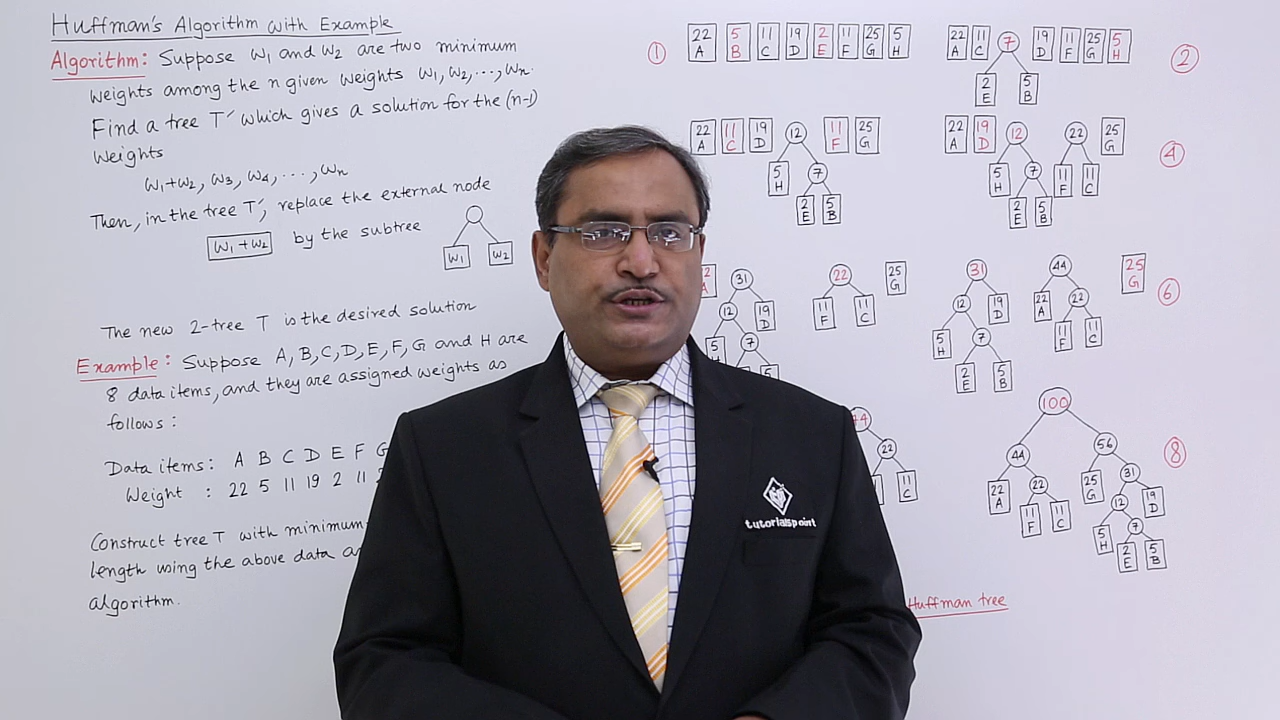 Huffman's Algorithm with Example
Algorithm: Suppose w1 and w2 are two minimum
weights among the n given weights w1, w2, ..., wn.
Find a tree T′ which gives a solution for the (n-1)
weights
w1+w2, w3, w4, ..., wn
Then, in the tree T′, replace the external node
w1+w2 by the subtree
w1 w2
The new 2-tree T is the desired solution
Example: Suppose A, B, C, D, E, F, G and H are
8 data items, and they are assigned weights as
follows:
Data items: A B C D E F G
Weight : 22 5 11 19 2 11
Construct tree T with minimum
length using the above data
algorithm.
1
22 5 11 19 2 11 25 5
A B C D E F G H
22 11 7 19 11 25 5
A C D F G H
2 5
E B
2
22 11 19 12 11 25
A C D F G
5 7
H
2 5
E B
22 19 12 22 25
A D G
5 7 11 11
H F C
2 5
E B
4
2 31 22 25
A G
12 19 11 11
D F C
5 7
5
31 44 25
G
12 19 22 22
D A
5 7 11 11
H F C
2 5
E B
6
44
22
11
C
100
44 56
22 22 25 31
A G
11 11 12 19
F C D
5 7
H
2 5
E B
8
Huffman tree
tutorialspoint